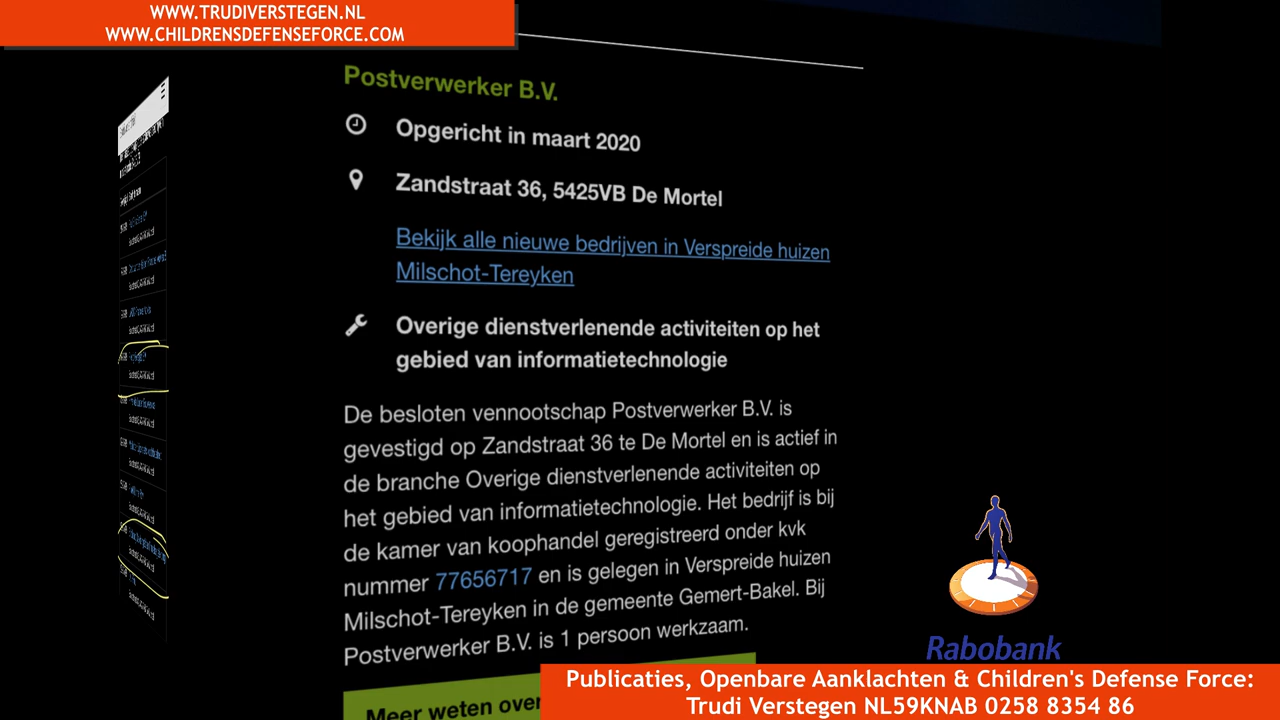 WWW.TRUDIVERSTEGEN.NL
WWW.CHILDRENSDEFENSEFORCE.COM
Postverwerker B.V.
Opgericht in maart 2020
Zandstraat 36, 5425VB De Mortel
Bekijk alle nieuwe bedrijven in Verspreide huizen
Milschot-Tereyken
Overige dienstverlenende activiteiten op het
gebied van informatietechnologie
De besloten vennootschap Postverwerker B.V. is
gevestigd op Zandstraat 36 te De Mortel en is actief in
de branche Overige dienstverlenende activiteiten op
het gebied van informatietechnologie. Het bedrijf is bij
de kamer van koophandel geregistreerd onder kvk
nummer 77656717 en is gelegen in Verspreide huizen
Milschot-Tereyken in de gemeente Gemert-Bakel. Bij
Postverwerker B.V. is 1 persoon werkzaam.
Meer weten over
Rabobank
Publicaties, Openbare Aanklachten & Children's Defense Force:
Trudi Verstegen NL59KNAB 0258 8354 86